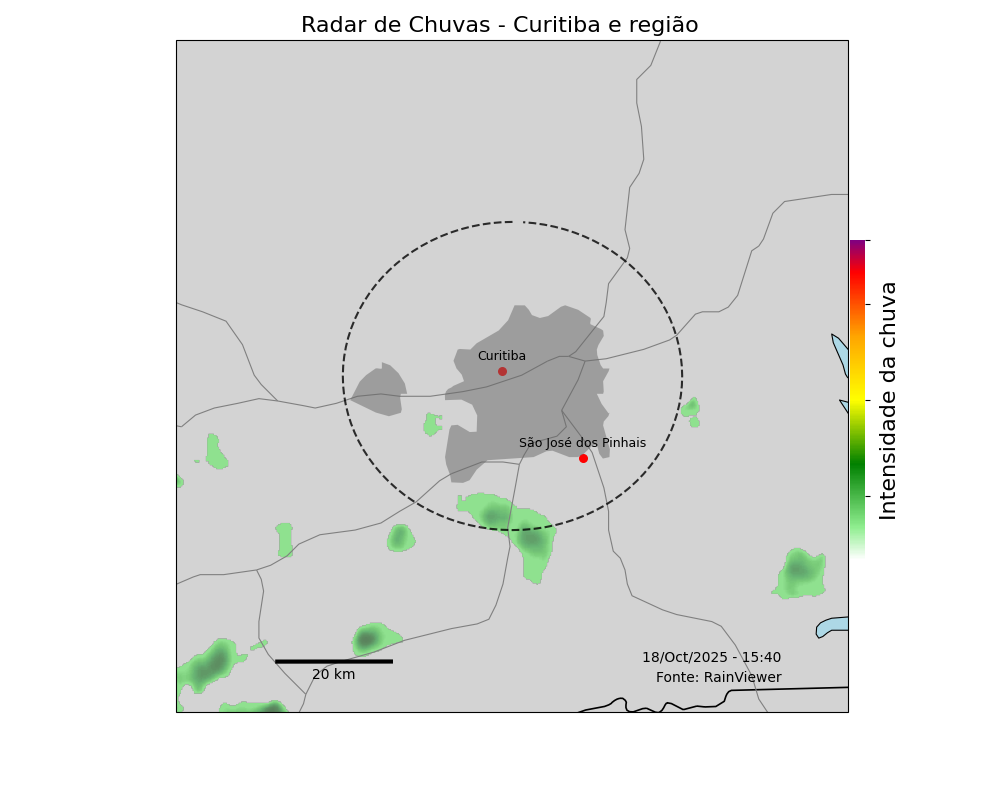 Radar de Chuvas - Curitiba e região
Curitiba
São José dos Pinhais
Intensidade da chuva
18/Oct/2025 - 15:40
Fonte: RainViewer
20 km